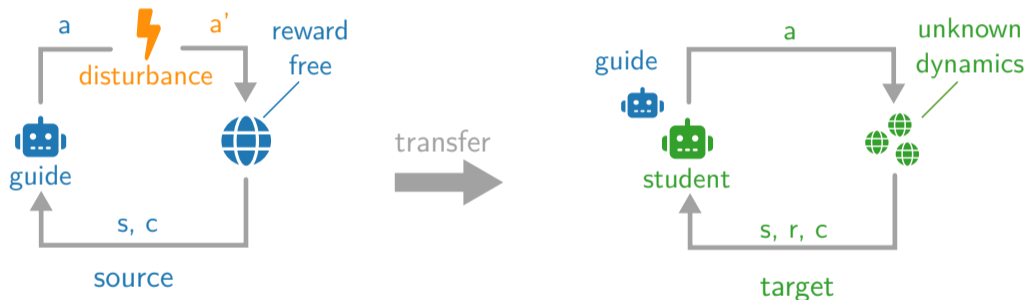 a
a'
reward
free
disturbance
guide
s, c
source
transfer
a
unknown
dynamics
guide
student
s, r, c
target